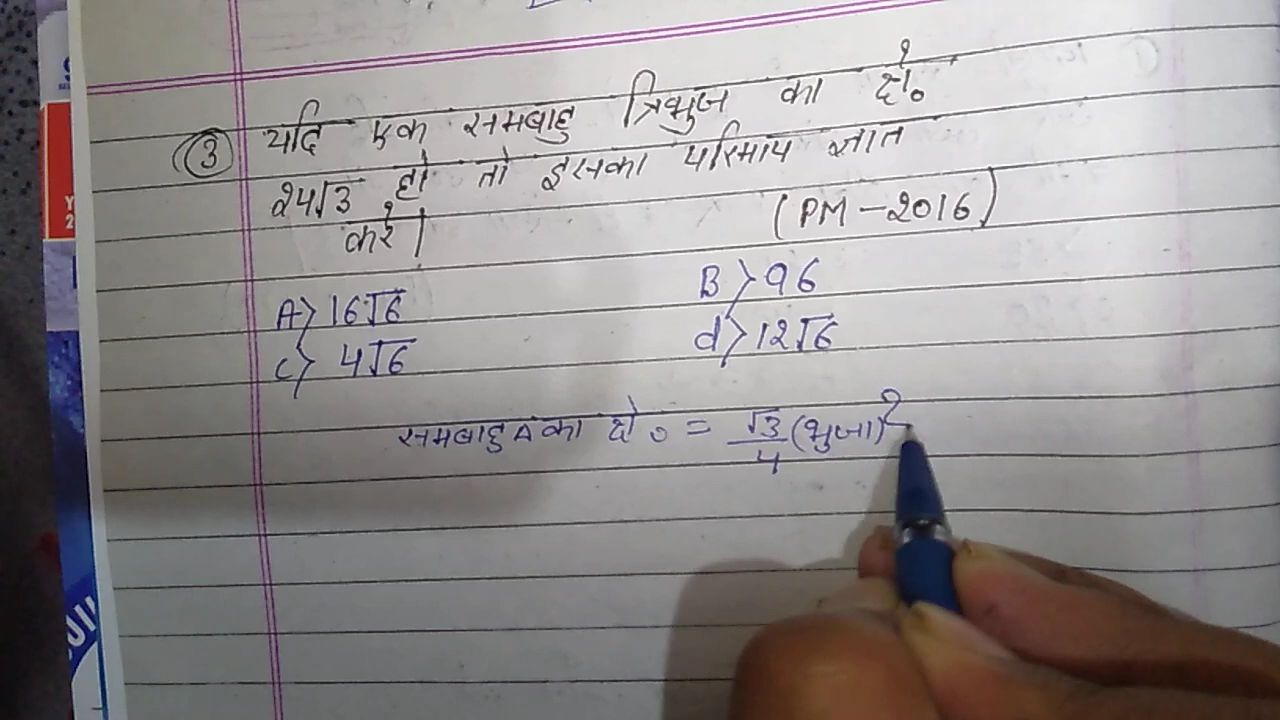 ③ यदि एक समबाहु त्रिभुज का क्षे०
24√3 हो तो इसका परिमाप ज्ञात
करे। (PM-2016)
A> 16√6 B> 96
C> 4√6 d> 12√6
समबाहु Δ का क्षे० = √3/4 (भुजा)²